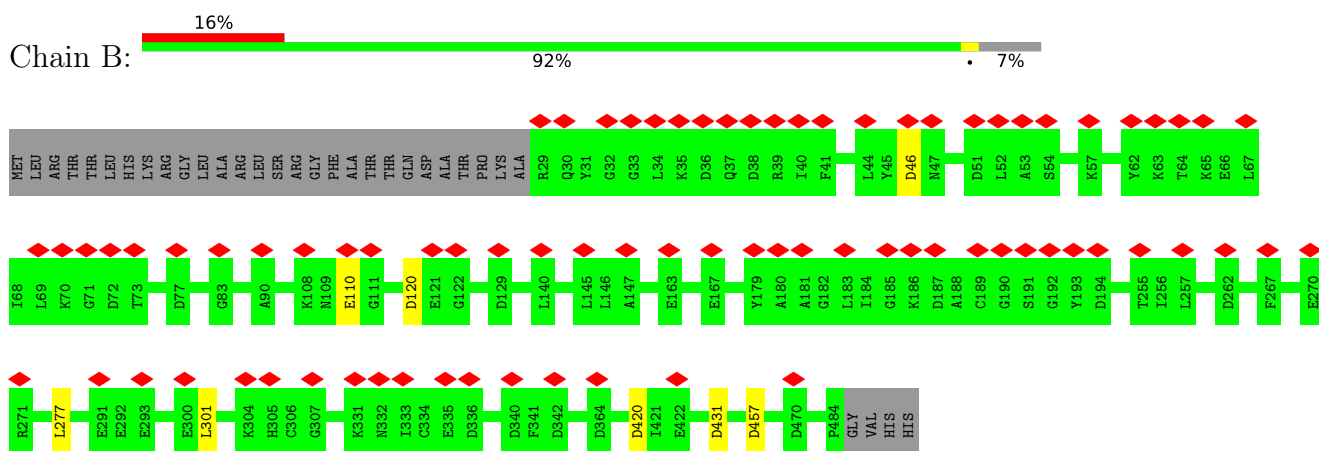 16%
Chain B:
92% • 7%
MET LEU ARG THR THR LEU HIS LYS ARG GLY LEU ALA ARG LEU SER ARG GLY PHE ALA THR THR GLN ASP ALA THR PRO LYS ALA R29 Q30 Y31 G32 G33 L34 K35 D36 Q37 D38 R39 I40 F41 L44 Y45 D46 N47 D51 L52 A53 S54 K57 Y62 K63 T64 K65 E66 L67
I68 L69 K70 G71 D72 T73 D77 G83 A90 K108 N109 E110 G111 D120 E121 G122 D129 L140 L145 L146 A147 E163 E167 Y179 A180 A181 G182 L183 I184 G185 K186 D187 A188 C189 G190 S191 G192 Y193 D194 T255 I256 L257 D262 F267 E270
R271 L277 E291 E292 E293 E300 L301 K304 H305 C306 G307 K331 N332 I333 C334 E335 D336 D340 F341 D342 D364 D420 I421 E422 D431 D457 D470 P484 GLY VAL HIS HIS